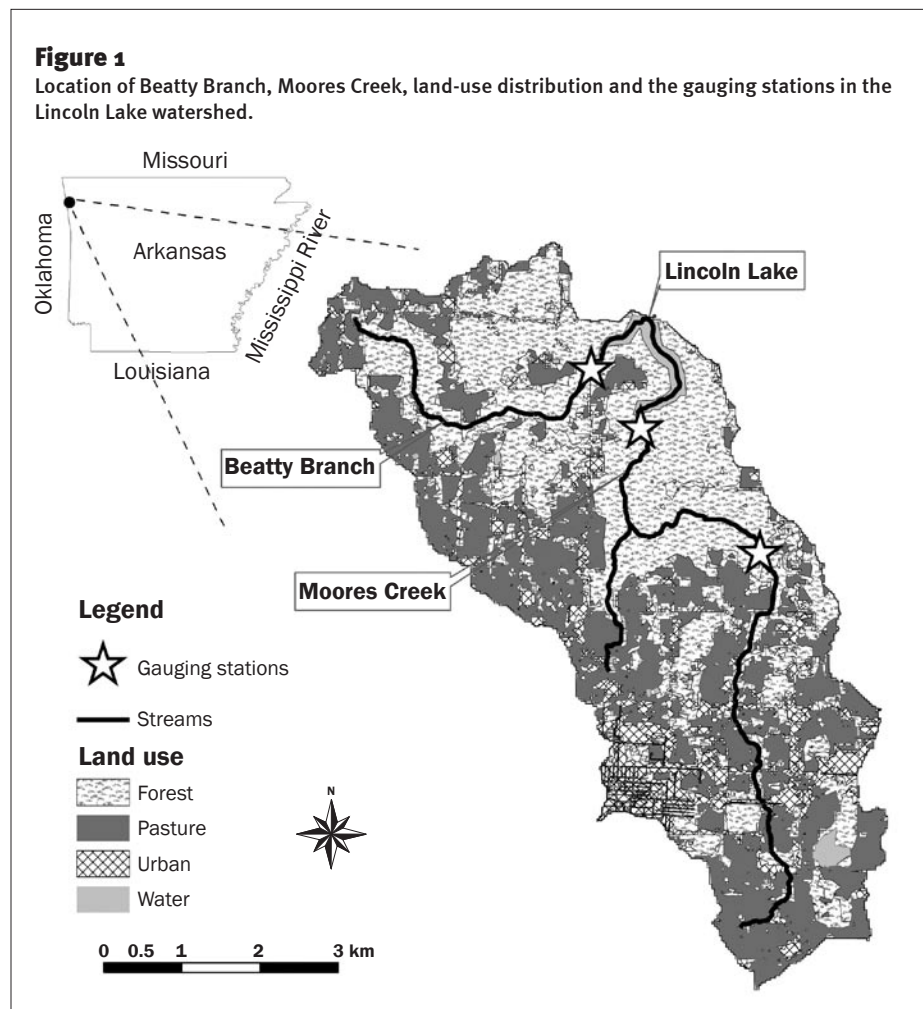 Figure 1
Location of Beatty Branch, Moores Creek, land-use distribution and the gauging stations in the
Lincoln Lake watershed.
Missouri
Oklahoma
Arkansas
Mississippi River
Louisiana
Lincoln Lake
Beatty Branch
Moores Creek
Legend
Gauging stations
Streams
Land use
Forest
Pasture
Urban
Water
N
0 0.5 1 2 3 km